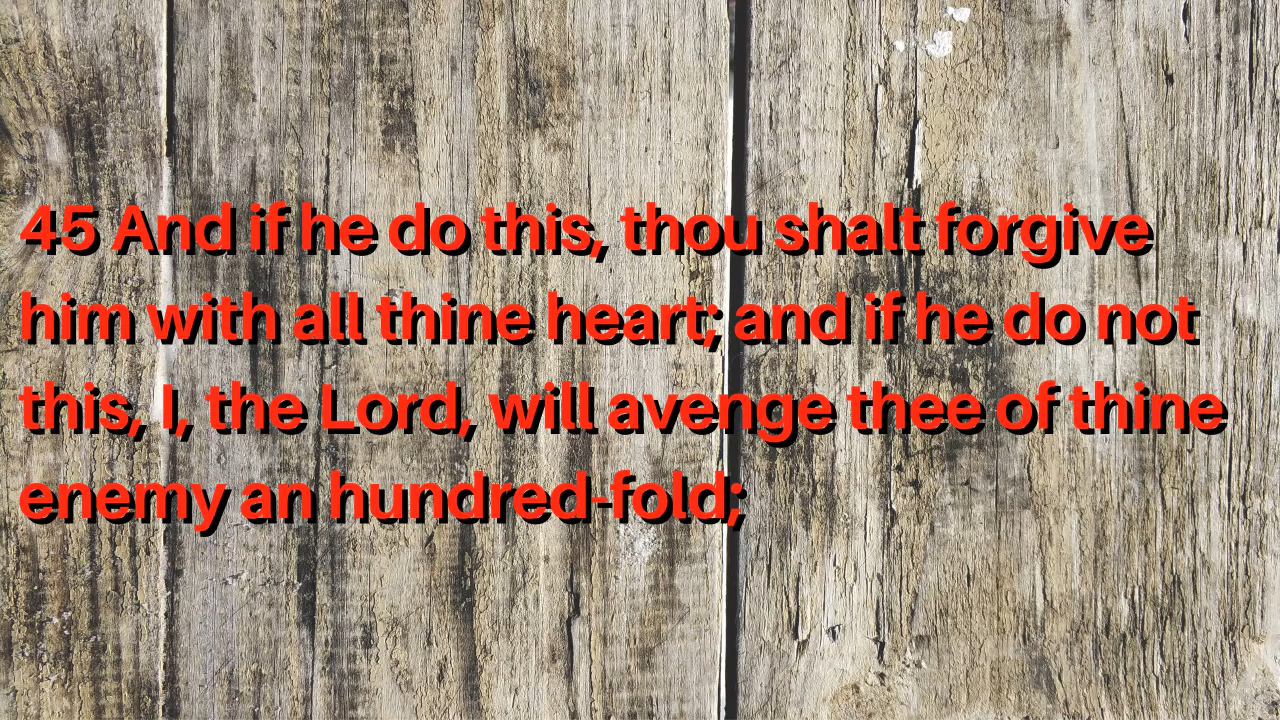 45 And if he do this, thou shalt forgive
him with all thine heart; and if he do not
this, I, the Lord, will avenge thee of thine
enemy an hundred-fold;